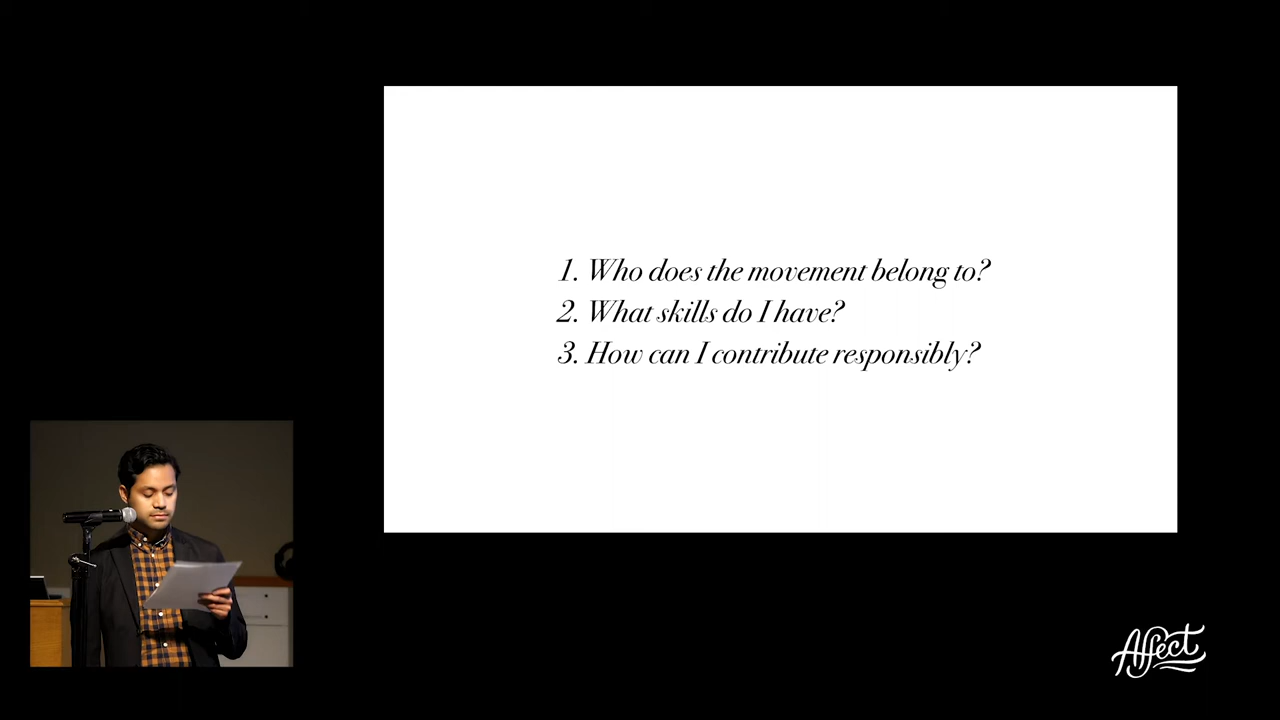 1. Who does the movement belong to?
2. What skills do I have?
3. How can I contribute responsibly?
Affect